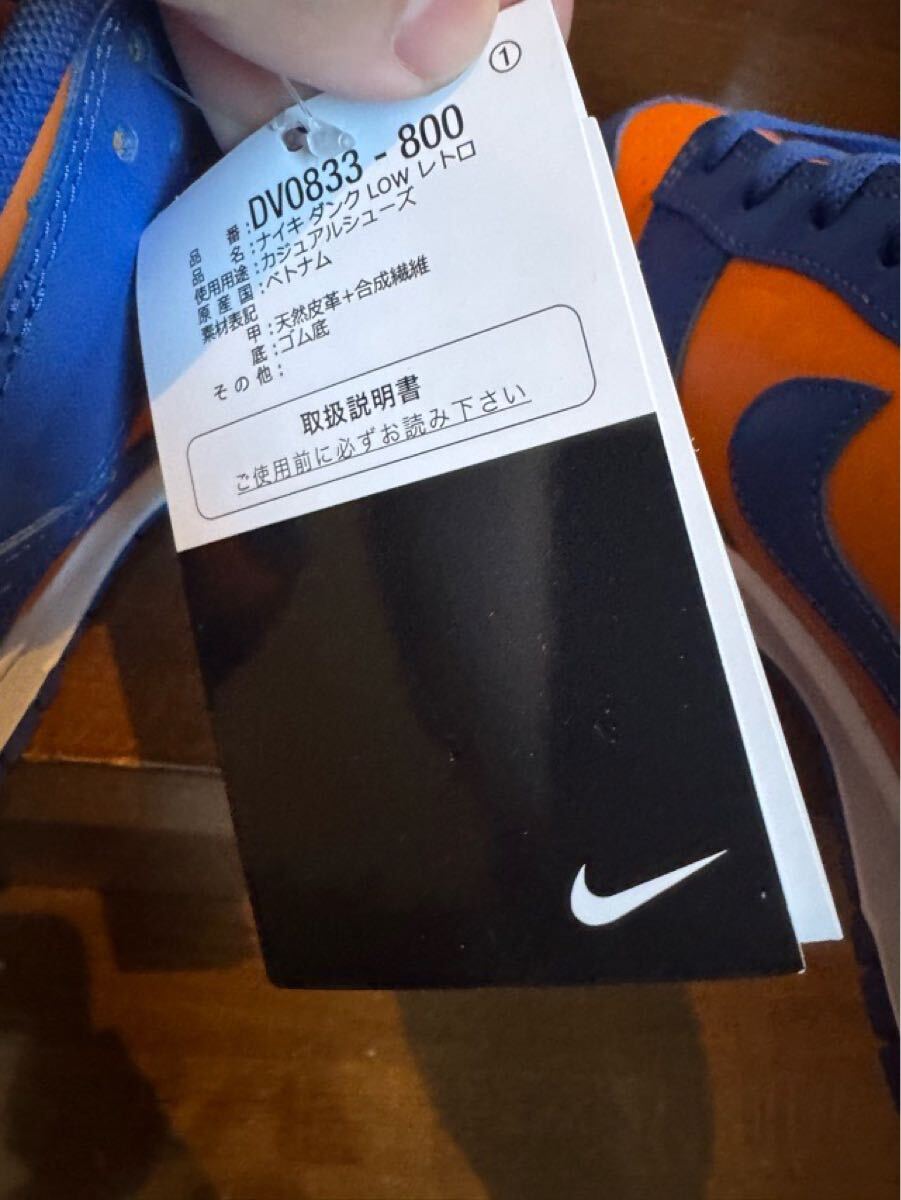 ①
品番:DV0833-800
品名:ナイキ ダンク LOW レトロ
使用用途:カジュアルシューズ
原産国:ベトナム
素材表記
甲:天然皮革+合成繊維
底:ゴム底
その他:
取扱説明書
ご使用前に必ずお読み下さい